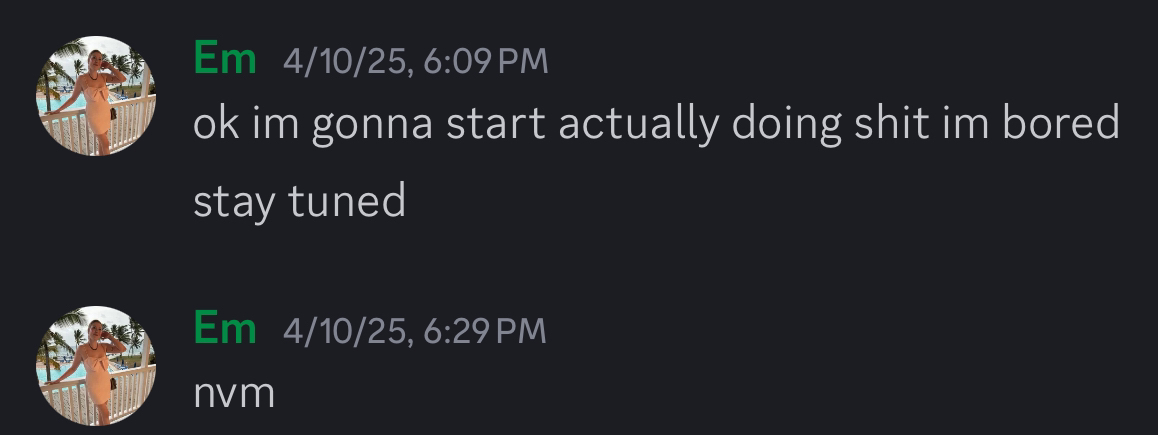 Em 4/10/25, 6:09 PM
ok im gonna start actually doing shit im bored
stay tuned
Em 4/10/25, 6:29 PM
nvm